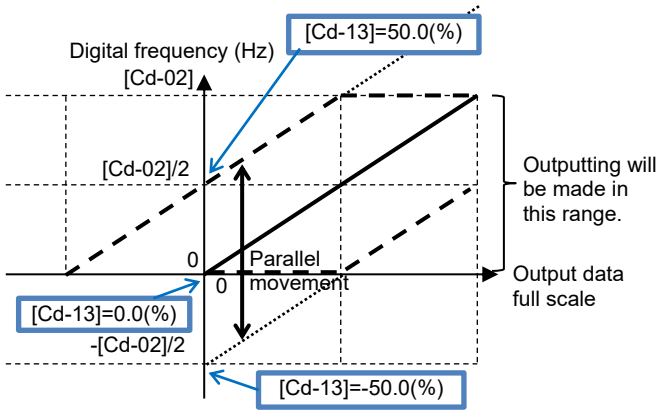 [Cd-13]=50.0(%)
Digital frequency (Hz)
[Cd-02]
[Cd-02]/2
Outputting will
be made in
this range.
0
Parallel
movement
0
Output data
full scale
[Cd-13]=0.0(%)
-[Cd-02]/2
[Cd-13]=-50.0(%)